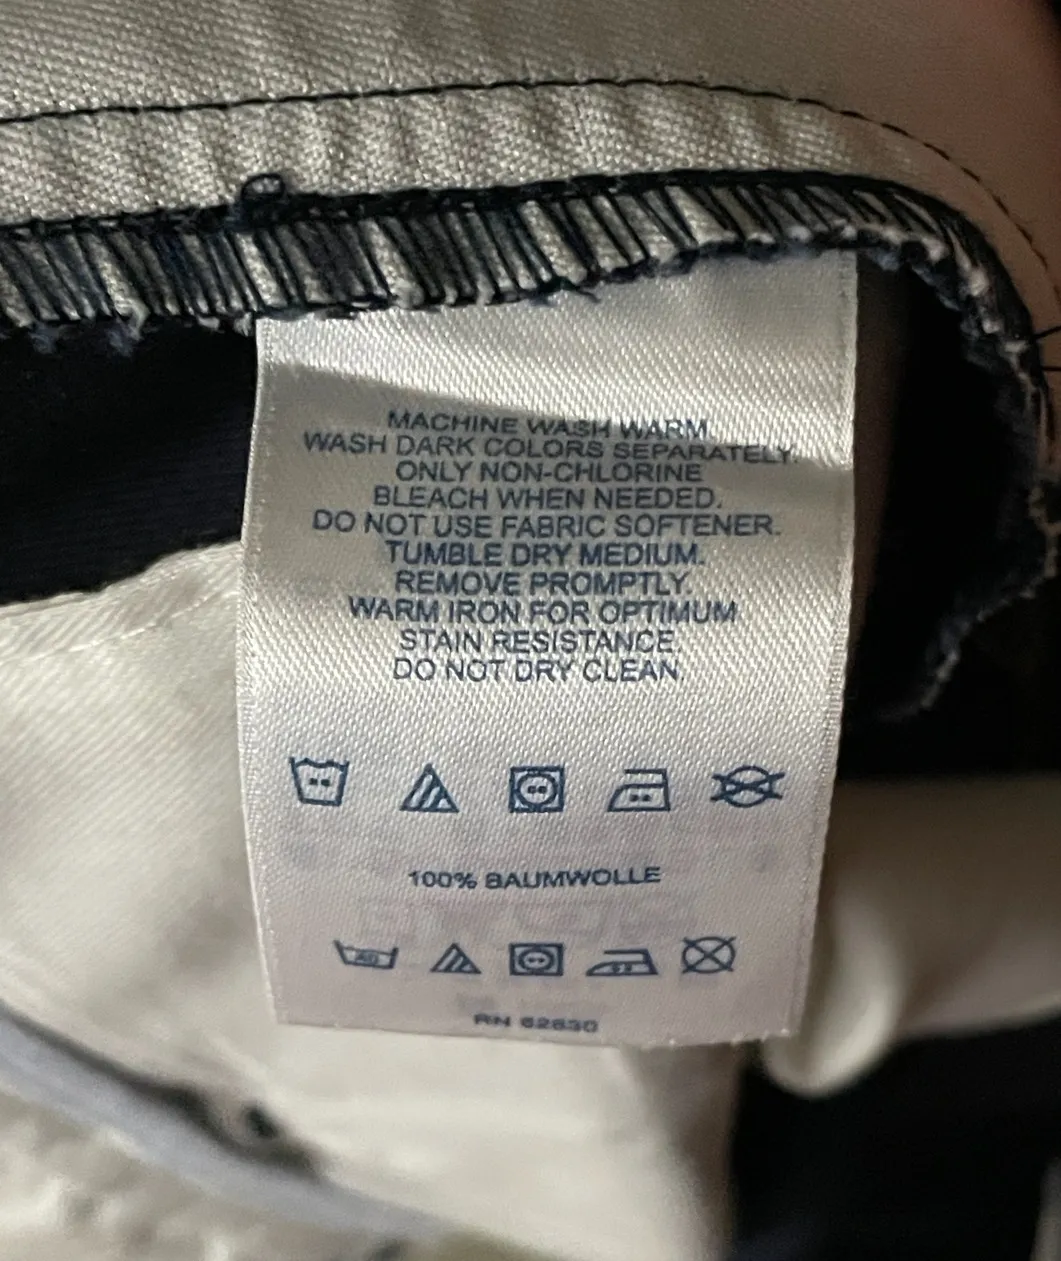 MACHINE WASH WARM.
WASH DARK COLORS SEPARATELY.
ONLY NON-CHLORINE
BLEACH WHEN NEEDED.
DO NOT USE FABRIC SOFTENER.
TUMBLE DRY MEDIUM.
REMOVE PROMPTLY.
WARM IRON FOR OPTIMUM
STAIN RESISTANCE.
DO NOT DRY CLEAN.
100% BAUMWOLLE
40
RN 62630